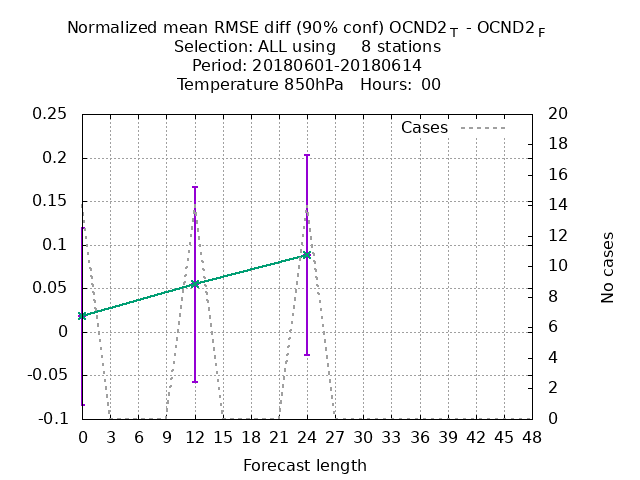 Normalized mean RMSE diff (90% conf) OCND2 T - OCND2 F
Selection: ALL using 8 stations
Period: 20180601-20180614
Temperature 850hPa Hours: 00
Cases
0.25
0.2
0.15
0.1
0.05
0
-0.05
-0.1
20
18
16
14
12
10
8
6
4
2
0
No cases
0 3 6 9 12 15 18 21 24 27 30 33 36 39 42 45 48
Forecast length